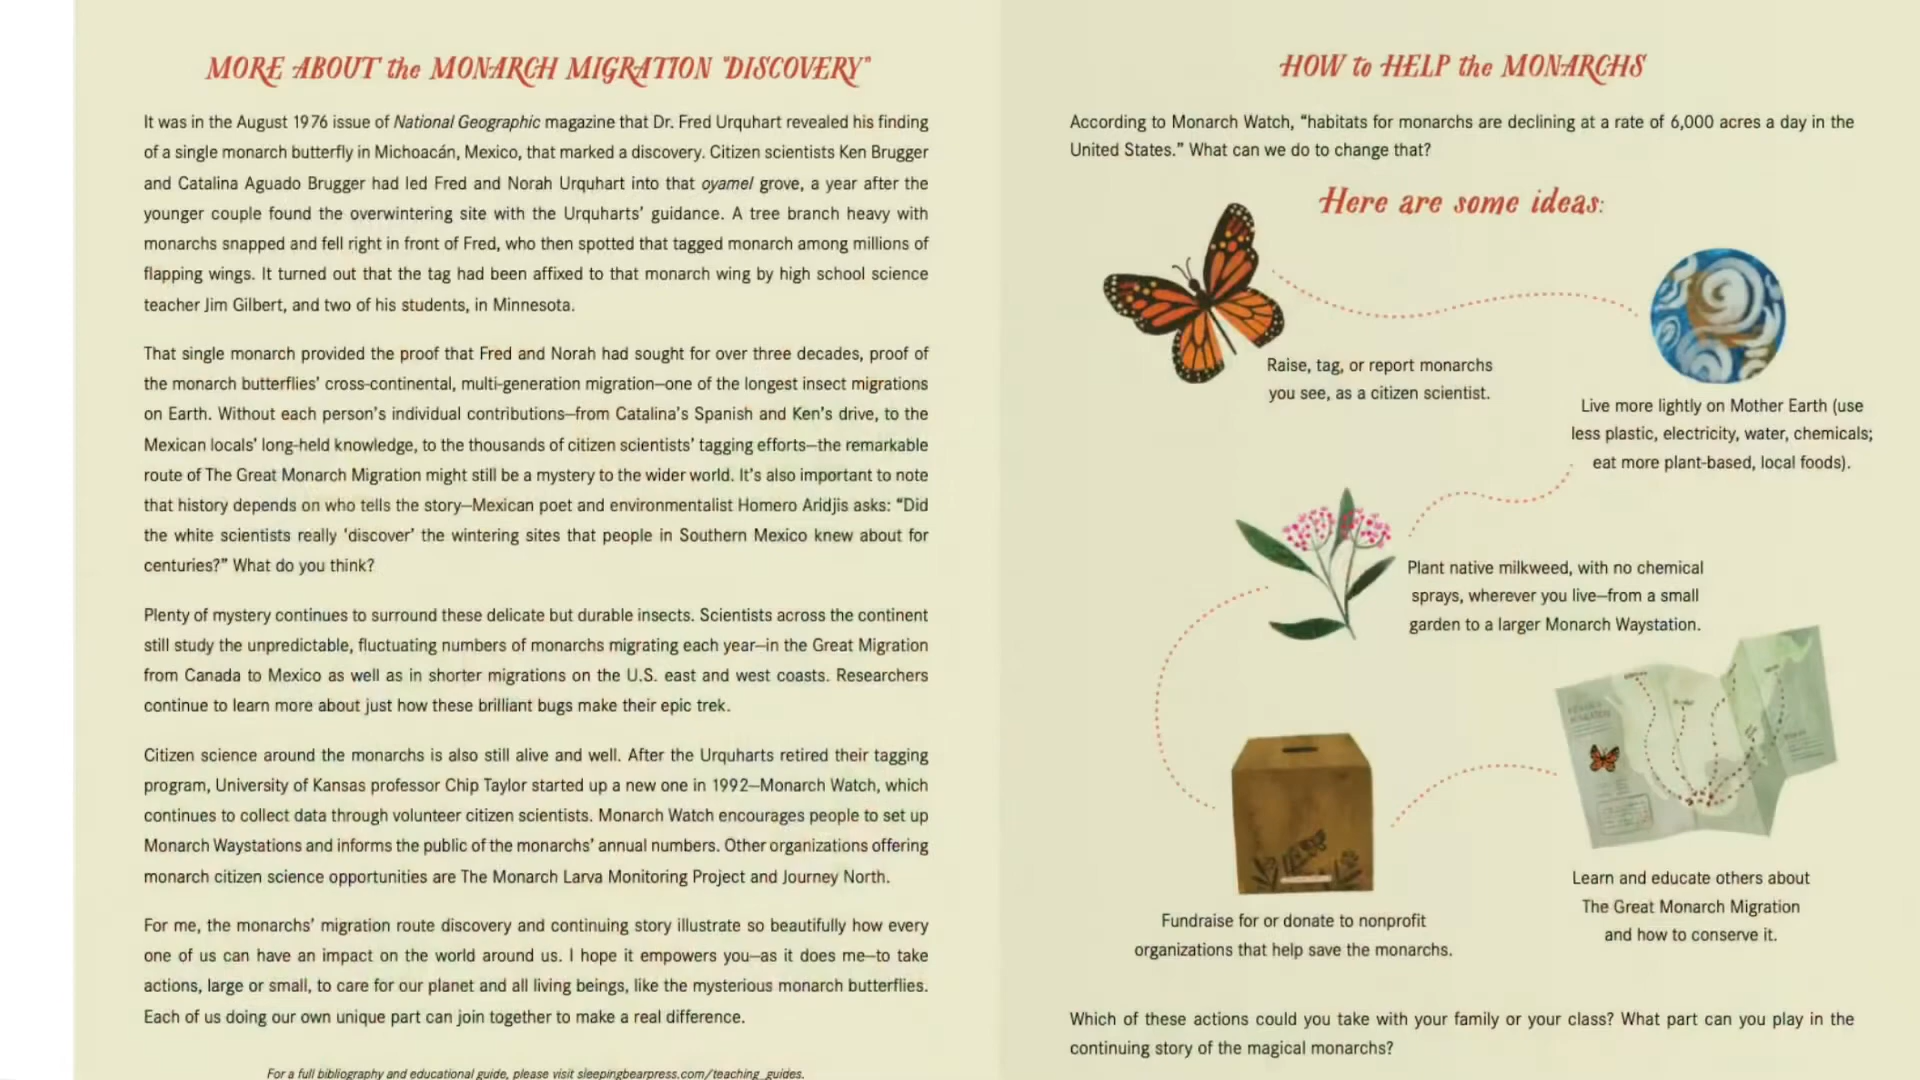 MORE ABOUT the MONARCH MIGRATION "DISCOVERY"
It was in the August 1976 issue of National Geographic magazine that Dr. Fred Urquhart revealed his finding
of a single monarch butterfly in Michoacán, Mexico, that marked a discovery. Citizen scientists Ken Brugger
and Catalina Aguado Brugger had led Fred and Norah Urquhart into that oyamel grove, a year after the
younger couple found the overwintering site with the Urquharts' guidance. A tree branch heavy with
monarchs snapped and fell right in front of Fred, who then spotted that tagged monarch among millions of
flapping wings. It turned out that the tag had been affixed to that monarch wing by high school science
teacher Jim Gilbert, and two of his students, in Minnesota.
That single monarch provided the proof that Fred and Norah had sought for over three decades, proof of
the monarch butterflies' cross-continental, multi-generation migration—one of the longest insect migrations
on Earth. Without each person's individual contributions—from Catalina's Spanish and Ken's drive, to the
Mexican locals' long-held knowledge, to the thousands of citizen scientists' tagging efforts—the remarkable
route of The Great Monarch Migration might still be a mystery to the wider world. It's also important to note
that history depends on who tells the story—Mexican poet and environmentalist Homero Aridjis asks: "Did
the white scientists really 'discover' the wintering sites that people in Southern Mexico knew about for
centuries?" What do you think?
Plenty of mystery continues to surround these delicate but durable insects. Scientists across the continent
still study the unpredictable, fluctuating numbers of monarchs migrating each year—in the Great Migration
from Canada to Mexico as well as in shorter migrations on the U.S. east and west coasts. Researchers
continue to learn more about just how these brilliant bugs make their epic trek.
Citizen science around the monarchs is also still alive and well. After the Urquharts retired their tagging
program, University of Kansas professor Chip Taylor started up a new one in 1992—Monarch Watch, which
continues to collect data through volunteer citizen scientists. Monarch Watch encourages people to set up
Monarch Waystations and informs the public of the monarchs' annual numbers. Other organizations offering
monarch citizen science opportunities are The Monarch Larva Monitoring Project and Journey North.
For me, the monarchs' migration route discovery and continuing story illustrate so beautifully how every
one of us can have an impact on the world around us. I hope it empowers you—as it does me—to take
actions, large or small, to care for our planet and all living beings, like the mysterious monarch butterflies.
Each of us doing our own unique part can join together to make a real difference.
For a full bibliography and educational guide, please visit sleepingbearpress.com/teaching_guides.
HOW to HELP the MONARCHS
According to Monarch Watch, "habitats for monarchs are declining at a rate of 6,000 acres a day in the
United States." What can we do to change that?
Here are some ideas:
Raise, tag, or report monarchs
you see, as a citizen scientist.
Live more lightly on Mother Earth (use
less plastic, electricity, water, chemicals;
eat more plant-based, local foods).
Plant native milkweed, with no chemical
sprays, wherever you live—from a small
garden to a larger Monarch Waystation.
Fundraise for or donate to nonprofit
organizations that help save the monarchs.
Learn and educate others about
The Great Monarch Migration
and how to conserve it.
Which of these actions could you take with your family or your class? What part can you play in the
continuing story of the magical monarchs?